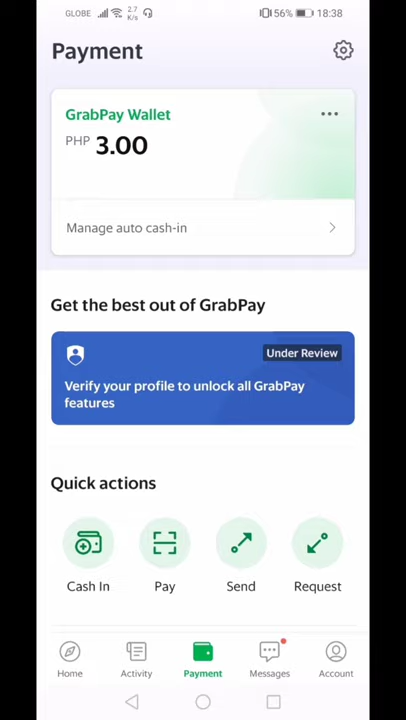 GLOBE 2.7 K/s 56% 18:38
Payment
GrabPay Wallet
PHP 3.00
Manage auto cash-in
Get the best out of GrabPay
Under Review
Verify your profile to unlock all GrabPay
features
Quick actions
Cash In Pay Send Request
Home Activity Payment Messages Account